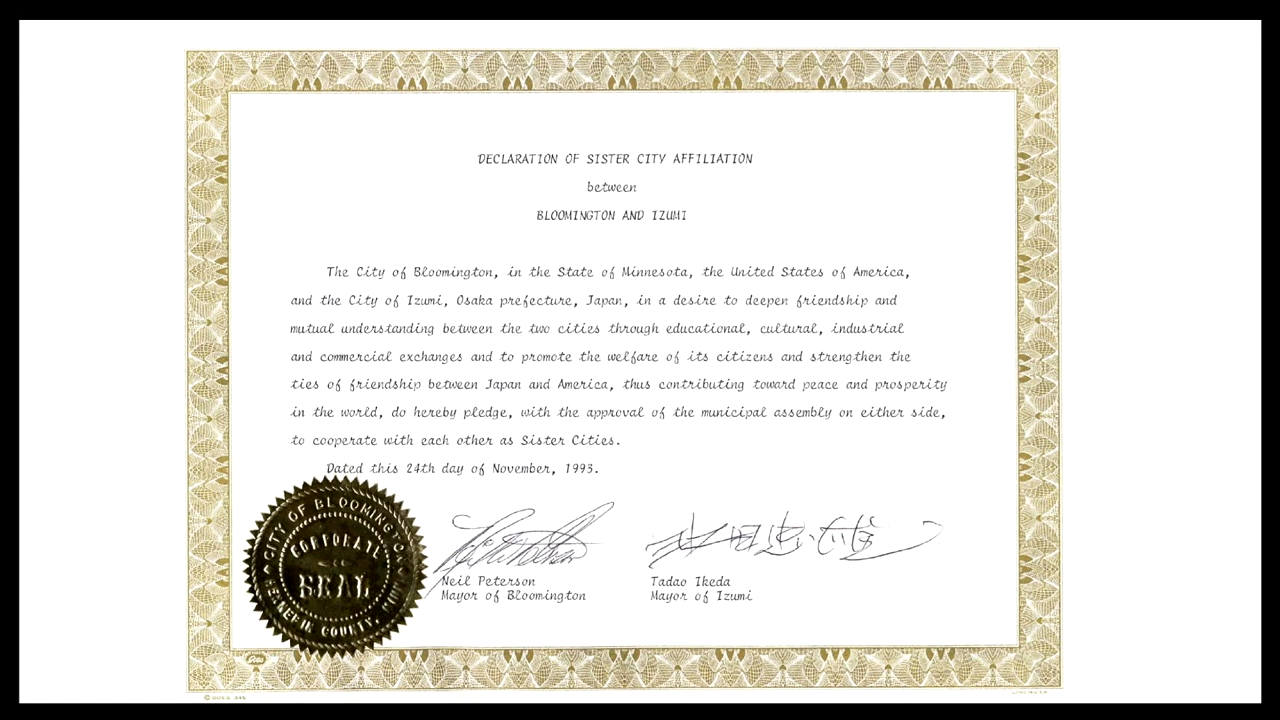 DECLARATION OF SISTER CITY AFFILIATION
between
BLOOMINGTON AND IZUMI
The City of Bloomington, in the State of Minnesota, the United States of America,
and the City of Izumi, Osaka prefecture, Japan, in a desire to deepen friendship and
mutual understanding between the two cities through educational, cultural, industrial
and commercial exchanges and to promote the welfare of its citizens and strengthen the
ties of friendship between Japan and America, thus contributing toward peace and prosperity
in the world, do hereby pledge, with the approval of the municipal assembly on either side,
to cooperate with each other as Sister Cities.
Dated this 24th day of November, 1993.
Neil Peterson
Mayor of Bloomington
Tadao Ikeda
Mayor of Izumi
CITY OF BLOOMINGTON
CORPORATE
SEAL
HENNEPIN COUNTY, MINN
© GOES 345